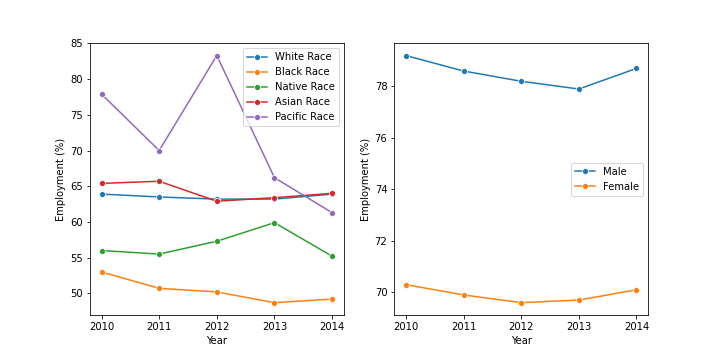 85
80
75
70
65
60
55
50
Employment (%)
2010 2011 2012 2013 2014
Year
White Race
Black Race
Native Race
Asian Race
Pacific Race
78
76
74
72
70
Employment (%)
2010 2011 2012 2013 2014
Year
Male
Female